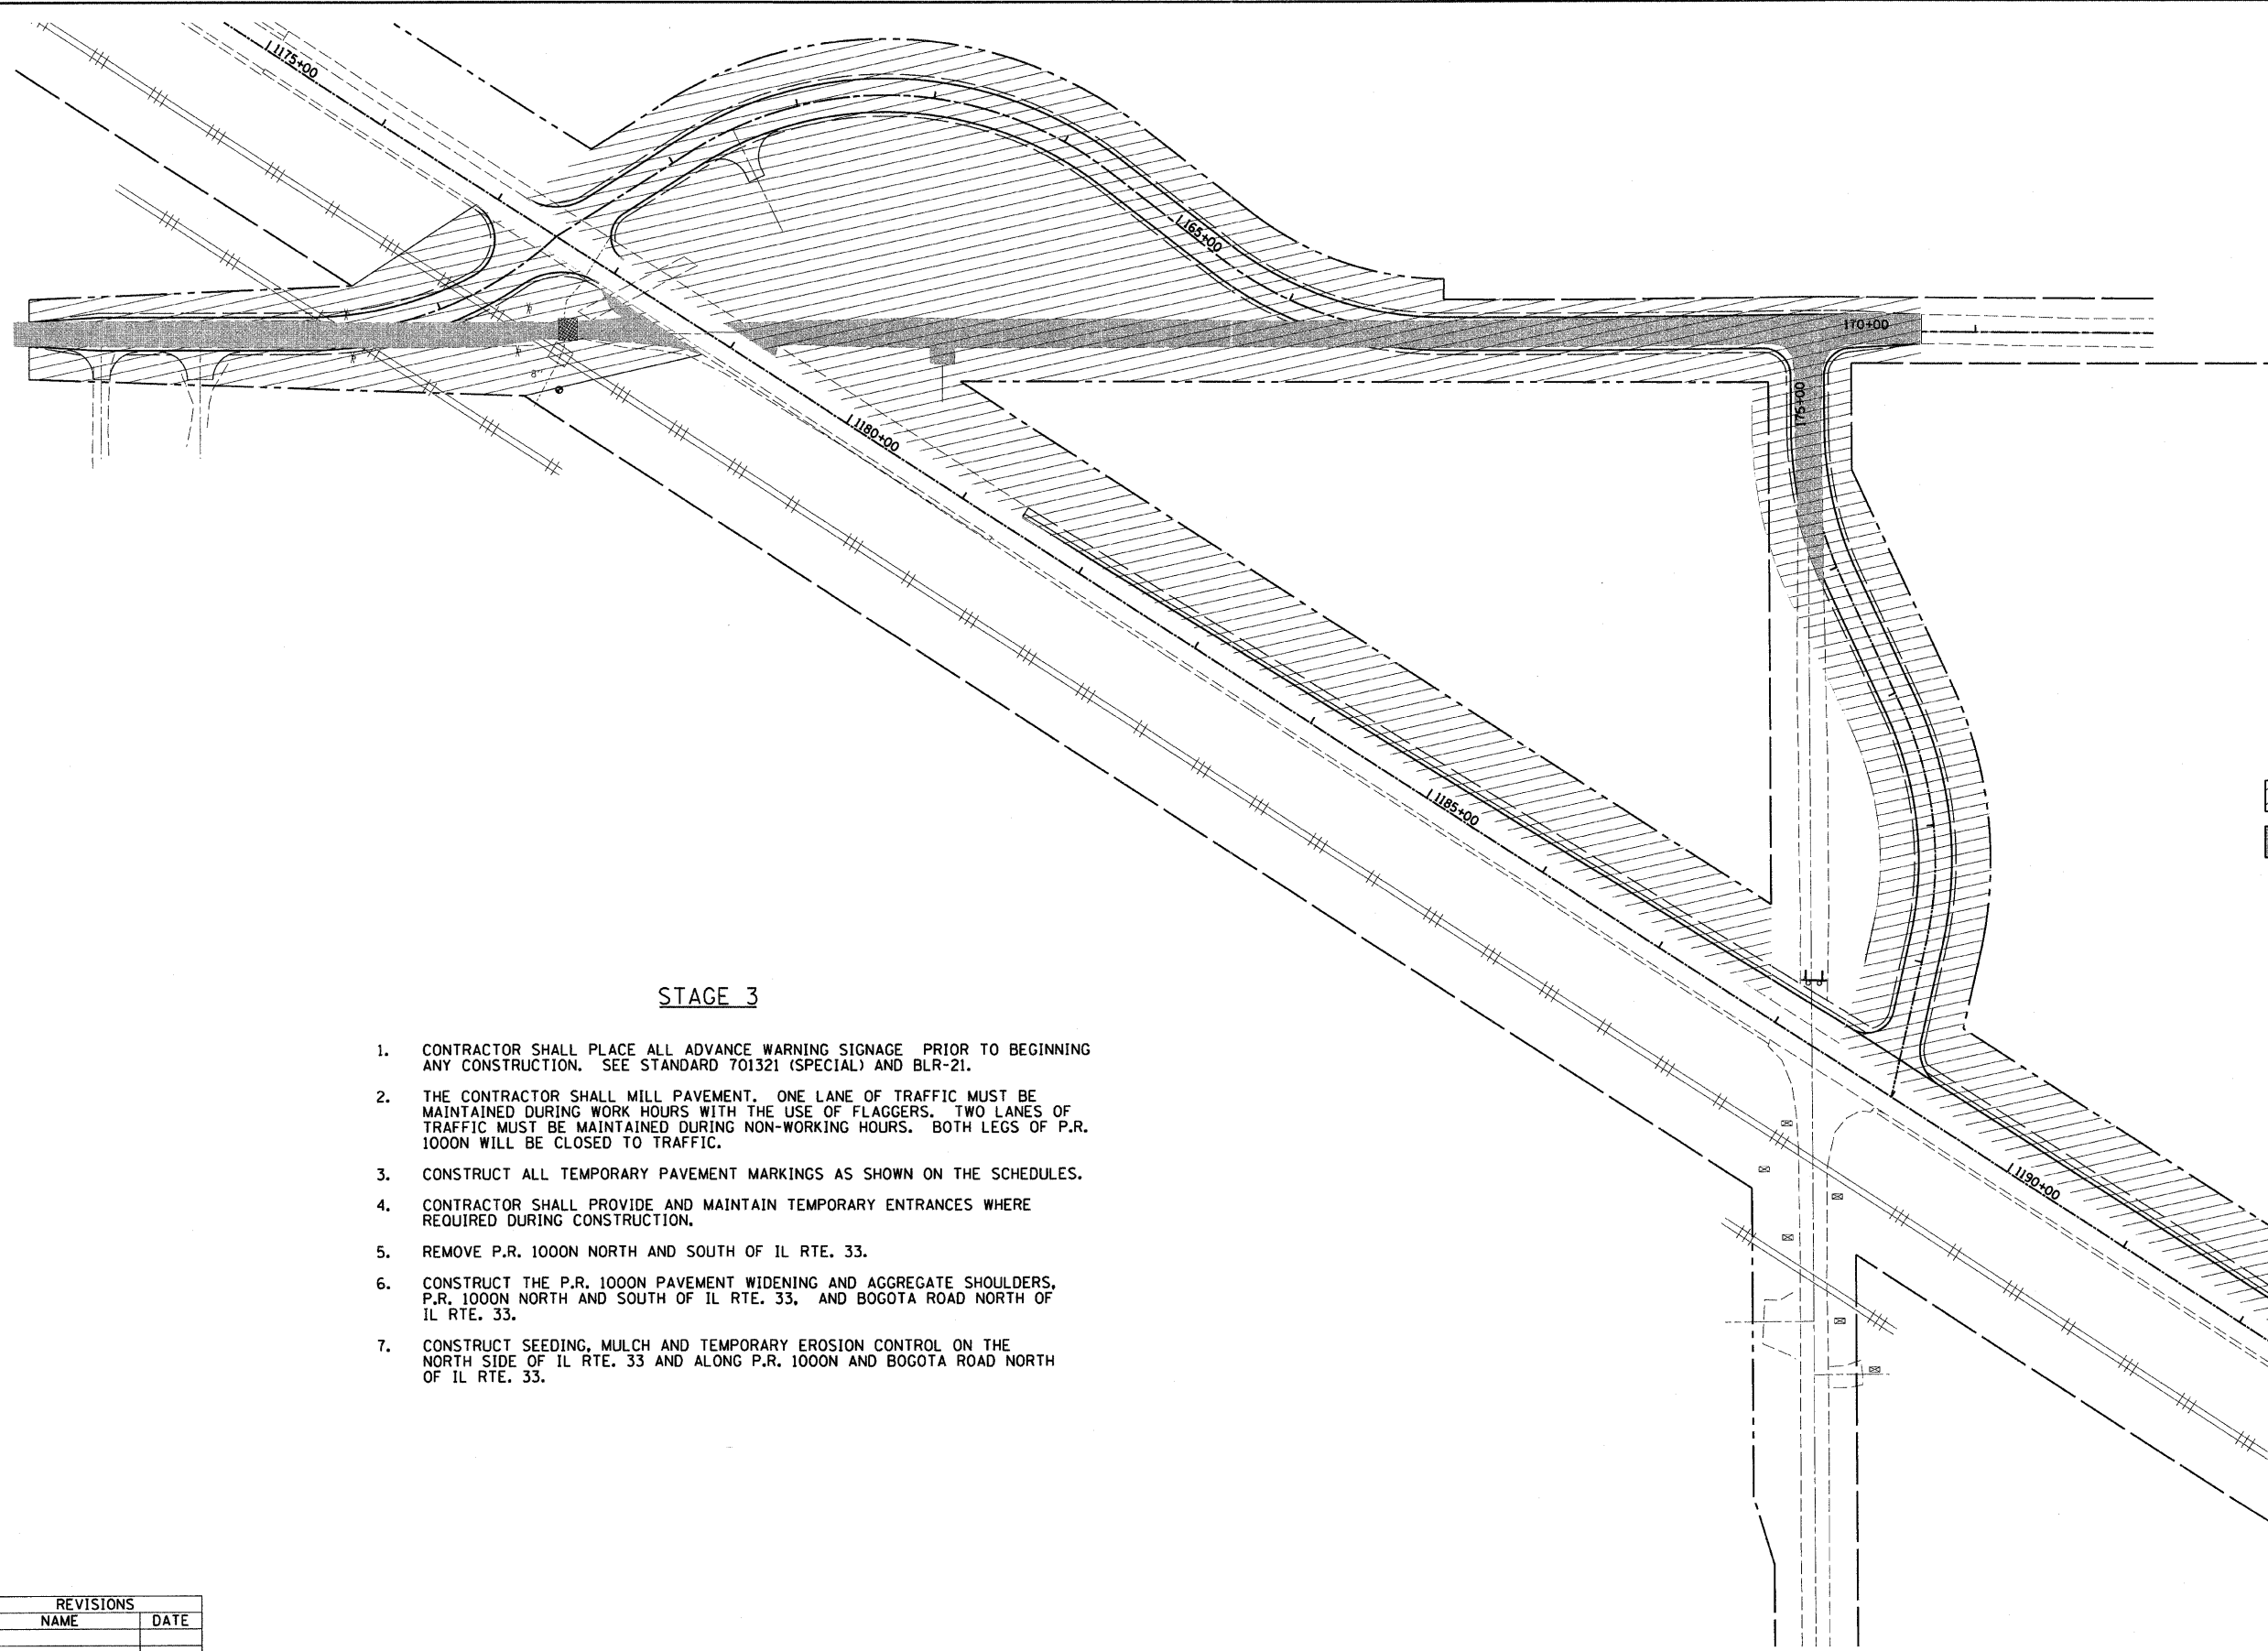 1175+00
165+00
170+00
175+00
8"
1180+00
1185+00
1190+00
STAGE 3
1. CONTRACTOR SHALL PLACE ALL ADVANCE WARNING SIGNAGE PRIOR TO BEGINNING
ANY CONSTRUCTION. SEE STANDARD 701321 (SPECIAL) AND BLR-21.
2. THE CONTRACTOR SHALL MILL PAVEMENT. ONE LANE OF TRAFFIC MUST BE
MAINTAINED DURING WORK HOURS WITH THE USE OF FLAGGERS. TWO LANES OF
TRAFFIC MUST BE MAINTAINED DURING NON-WORKING HOURS. BOTH LEGS OF P.R.
1000N WILL BE CLOSED TO TRAFFIC.
3. CONSTRUCT ALL TEMPORARY PAVEMENT MARKINGS AS SHOWN ON THE SCHEDULES.
4. CONTRACTOR SHALL PROVIDE AND MAINTAIN TEMPORARY ENTRANCES WHERE
REQUIRED DURING CONSTRUCTION.
5. REMOVE P.R. 1000N NORTH AND SOUTH OF IL RTE. 33.
6. CONSTRUCT THE P.R. 1000N PAVEMENT WIDENING AND AGGREGATE SHOULDERS,
P.R. 1000N NORTH AND SOUTH OF IL RTE. 33, AND BOGOTA ROAD NORTH OF
IL RTE. 33.
7. CONSTRUCT SEEDING, MULCH AND TEMPORARY EROSION CONTROL ON THE
NORTH SIDE OF IL RTE. 33 AND ALONG P.R. 1000N AND BOGOTA ROAD NORTH
OF IL RTE. 33.
REVISIONS
NAME DATE